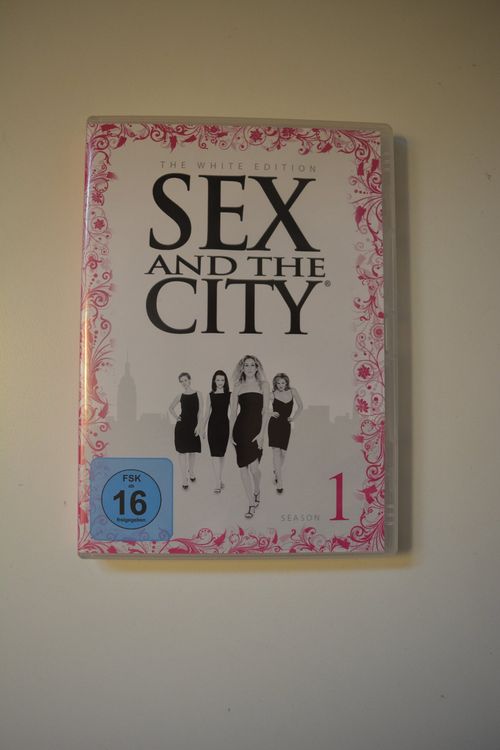 THE WHITE EDITION
SEX
AND THE
CITY®
FSK
ab
16
freigegeben
SEASON 1